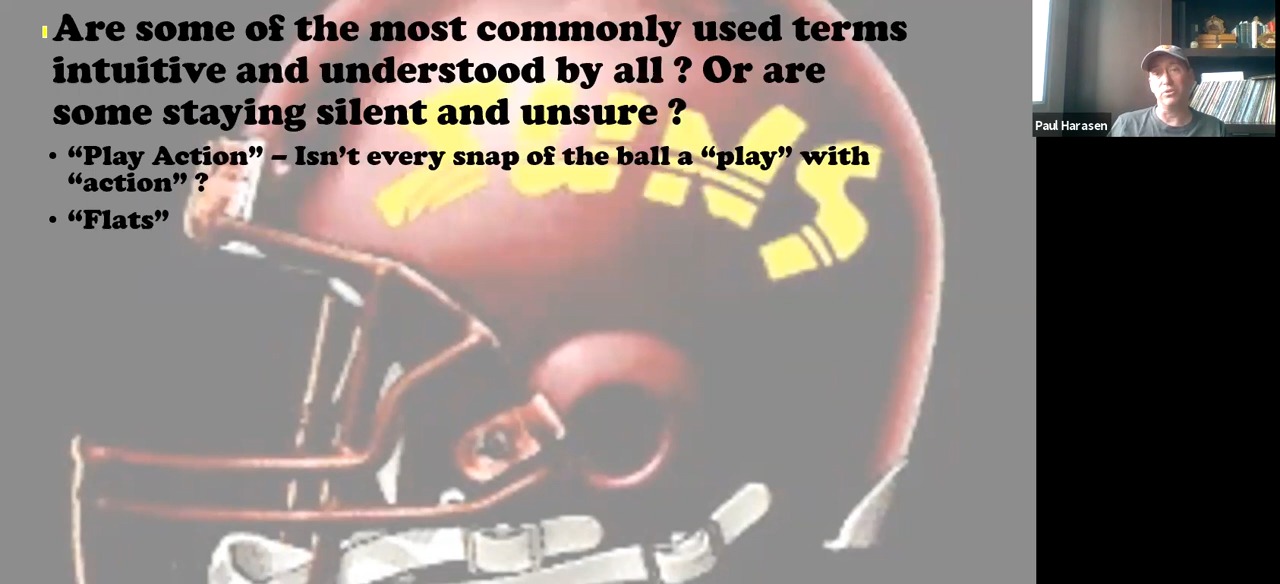 Are some of the most commonly used terms
intuitive and understood by all ? Or are
some staying silent and unsure ?
• “Play Action” – Isn’t every snap of the ball a “play” with
“action” ?
• “Flats”
SUNS
Paul Harasen